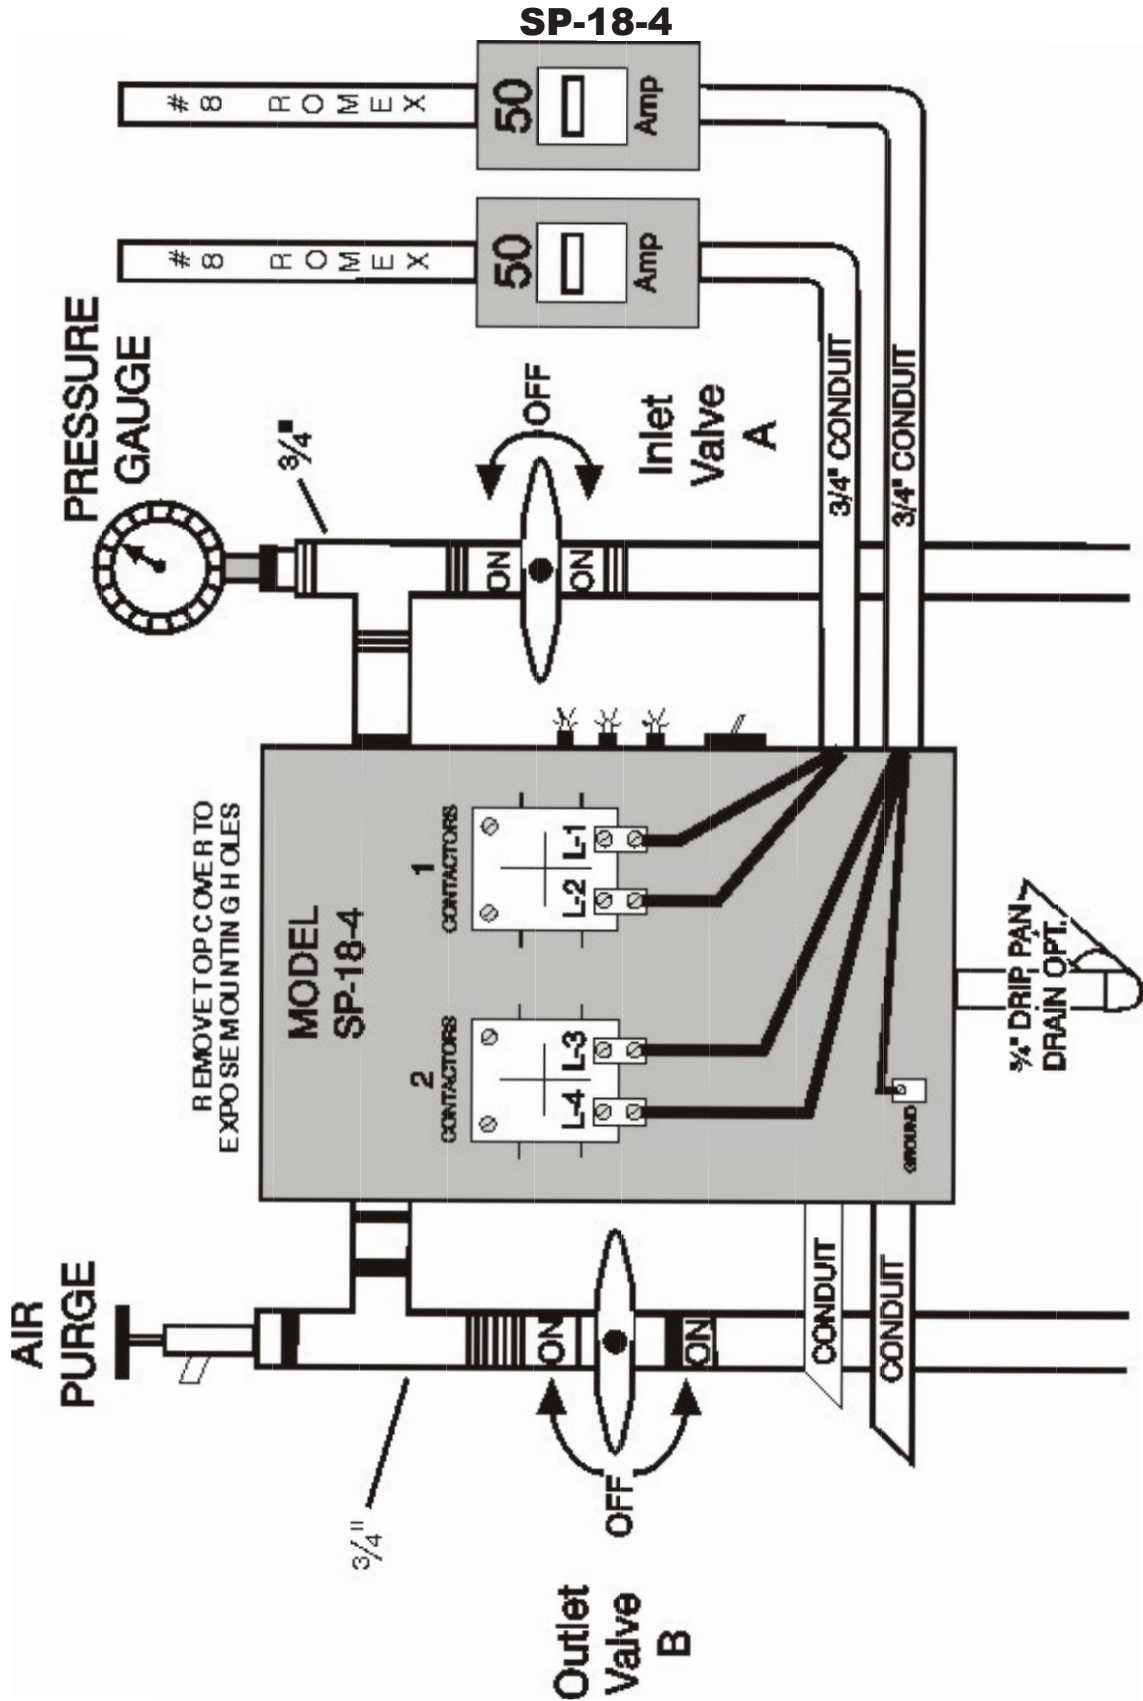 SP-18-4
# 8 ROMEX
50
Amp
# 8 ROMEX
50
Amp
PRESSURE
GAUGE
3/4"
OFF
ON
ON
Inlet
Valve
A
3/4" CONDUIT
3/4" CONDUIT
REMOVE TOP COVER TO
EXPOSE MOUNTING HOLES
MODEL
SP-18-4
1
CONTACTORS
L-2 L-1
2
CONTACTORS
L-4 L-3
GROUND
3/4" DRIP PAN
DRAIN OPT.
AIR
PURGE
3/4"
ON
ON
OFF
Outlet
Valve
B
CONDUIT
CONDUIT